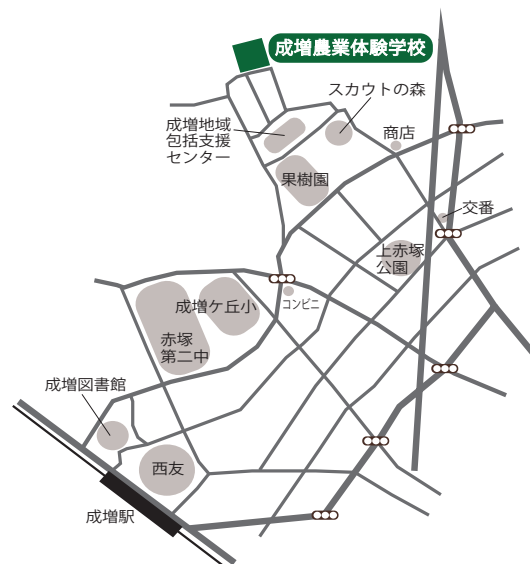 成増農業体験学校
スカウトの森
成増地域
包括支援
センター
商店
果樹園
交番
上赤塚
公園
成増ケ丘小
コンビニ
赤塚
第二中
成増図書館
西友
成増駅